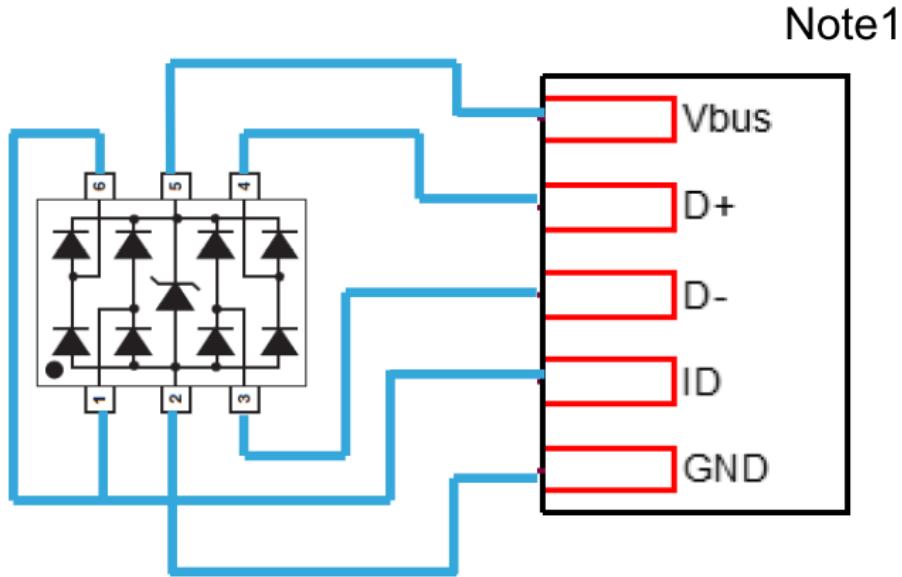 Note1
Vbus
6 5 4
D+
D-
ID
1 2 3
GND